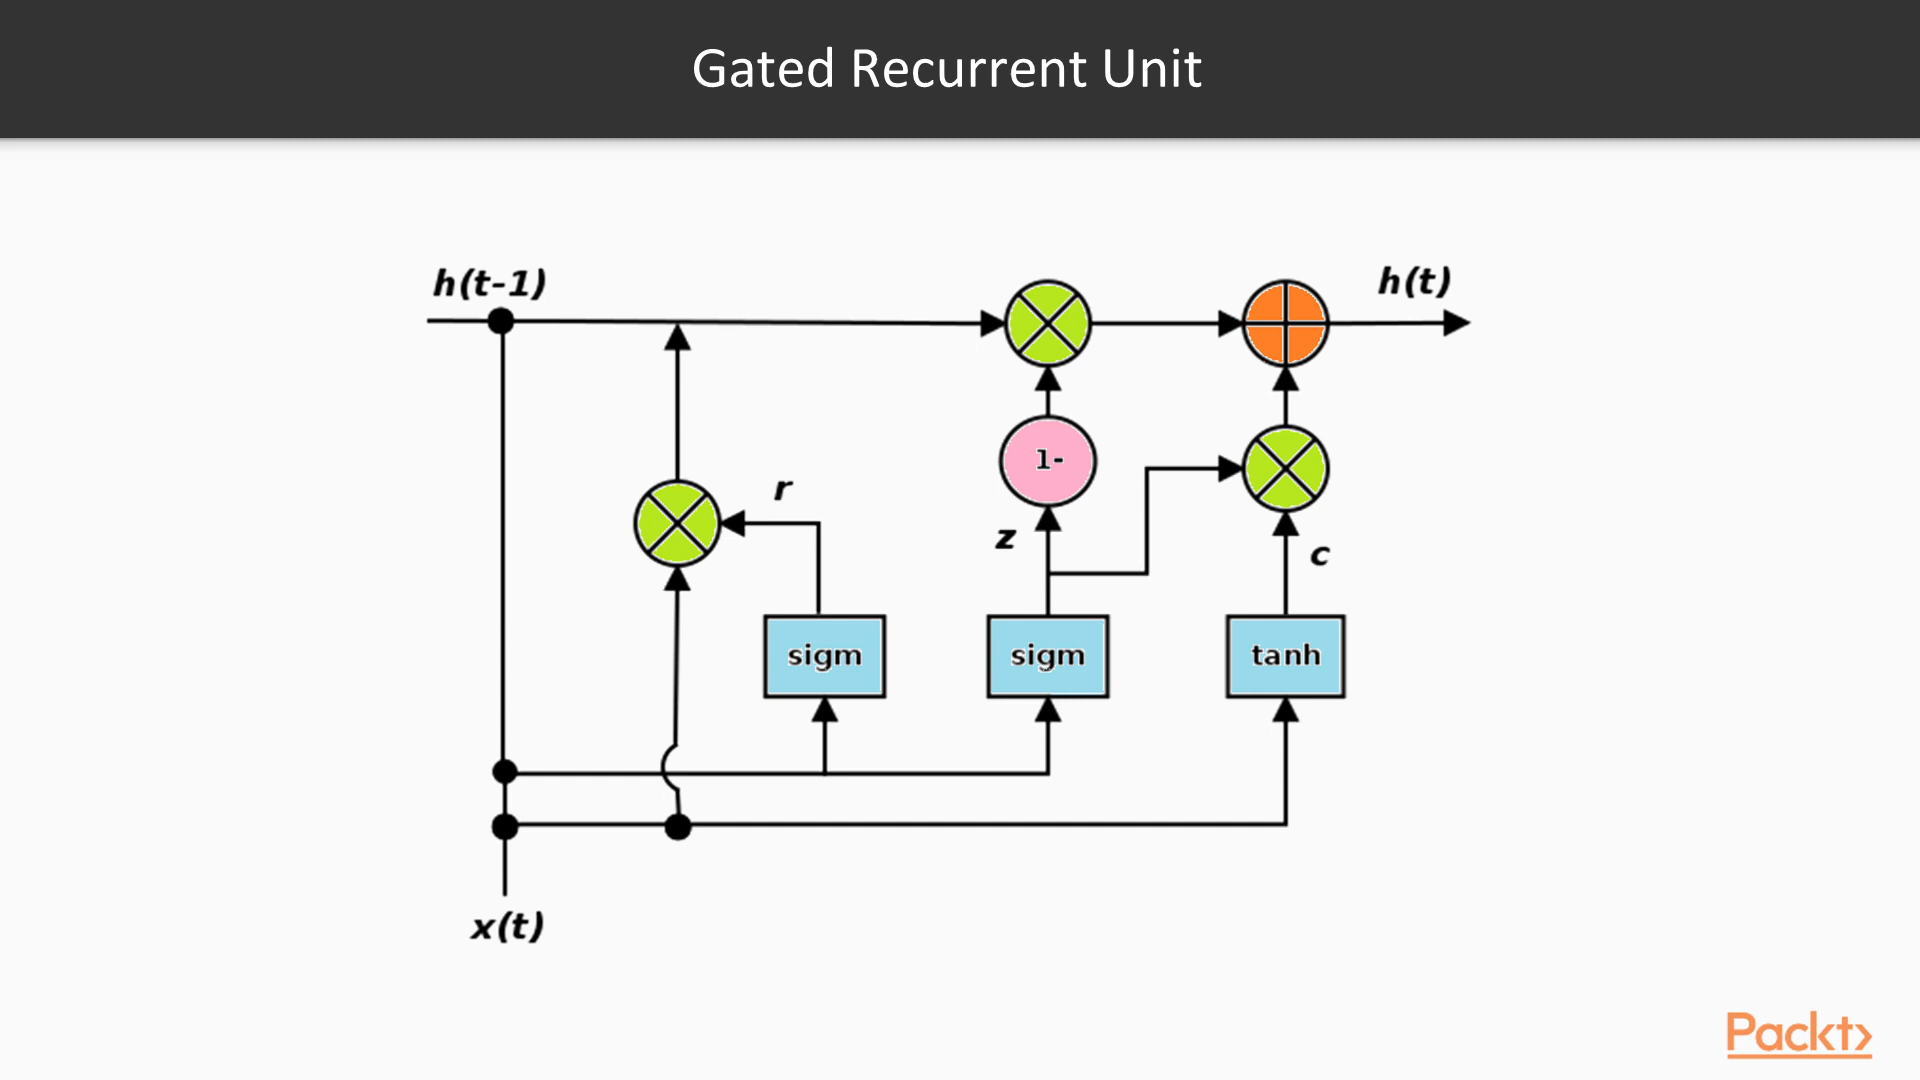 Gated Recurrent Unit
h(t-1)
h(t)
1-
r
z
c
sigm
sigm
tanh
x(t)
Packt